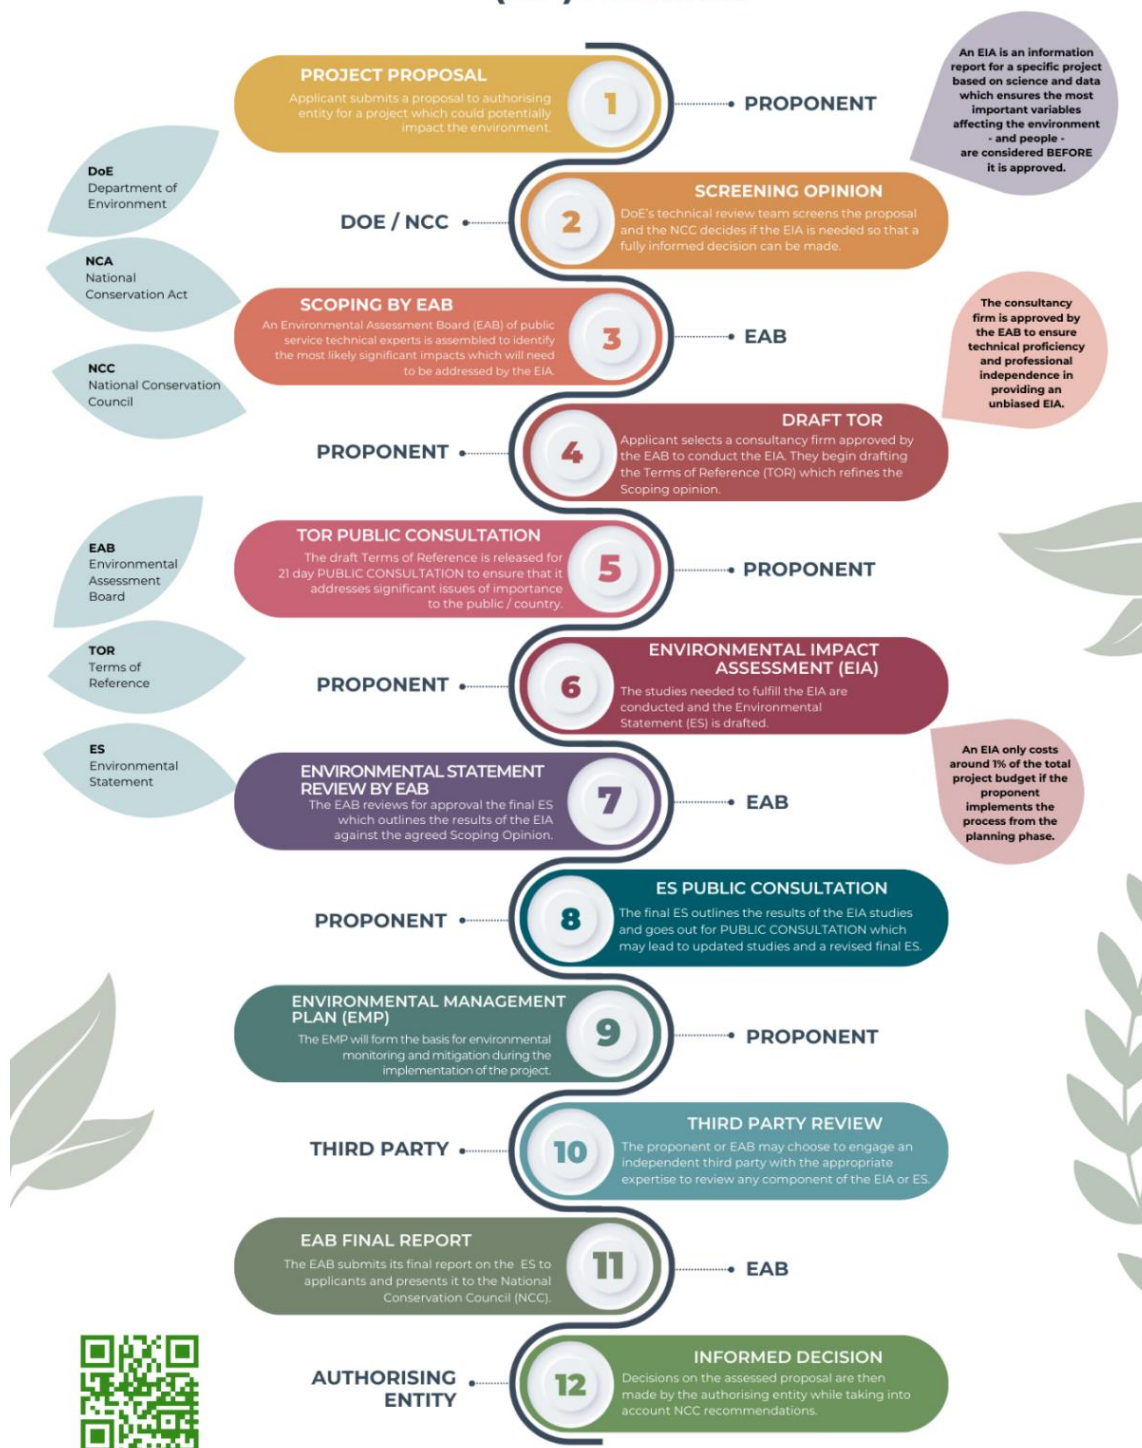 PROJECT PROPOSAL
Applicant submits a proposal to authorising
entity for a project which could potentially
impact the environment.
1
PROPONENT
An EIA is an information
report for a specific project
based on science and data
which ensures the most
important variables
affecting the environment
- and people -
are considered BEFORE
it is approved.
DoE
Department of
Environment
DOE / NCC
2
SCREENING OPINION
DoE's technical review team screens the proposal
and the NCC decides if the EIA is needed so that a
fully informed decision can be made.
NCA
National
Conservation Act
SCOPING BY EAB
An Environmental Assessment Board (EAB) of public
service technical experts is assembled to identify
the most likely significant impacts which will need
to be addressed by the EIA.
3
EAB
The consultancy
firm is approved by
the EAB to ensure
technical proficiency
and professional
independence in
providing an
unbiased EIA.
NCC
National Conservation
Council
PROPONENT
4
DRAFT TOR
Applicant selects a consultancy firm approved by
the EAB to conduct the EIA. They begin drafting
the Terms of Reference (TOR) which refines the
Scoping opinion.
TOR PUBLIC CONSULTATION
The draft Terms of Reference is released for
21 day PUBLIC CONSULTATION to ensure that it
addresses significant issues of importance
to the public / country.
5
PROPONENT
EAB
Environmental
Assessment
Board
TOR
Terms of
Reference
PROPONENT
6
ENVIRONMENTAL IMPACT
ASSESSMENT (EIA)
The studies needed to fulfill the EIA are
conducted and the Environmental
Statement (ES) is drafted.
ES
Environmental
Statement
ENVIRONMENTAL STATEMENT
REVIEW BY EAB
The EAB reviews for approval the final ES
which outlines the results of the EIA
against the agreed Scoping Opinion.
7
EAB
An EIA only costs
around 1% of the total
project budget if the
proponent
implements the
process from the
planning phase.
PROPONENT
8
ES PUBLIC CONSULTATION
The final ES outlines the results of the EIA studies
and goes out for PUBLIC CONSULTATION which
may lead to updated studies and a revised final ES.
ENVIRONMENTAL MANAGEMENT
PLAN (EMP)
The EMP will form the basis for environmental
monitoring and mitigation during the
implementation of the project.
9
PROPONENT
THIRD PARTY
10
THIRD PARTY REVIEW
The proponent or EAB may choose to engage an
independent third party with the appropriate
expertise to review any component of the EIA or ES.
EAB FINAL REPORT
The EAB submits its final report on the ES to
applicants and presents it to the National
Conservation Council (NCC).
11
EAB
AUTHORISING
ENTITY
12
INFORMED DECISION
Decisions on the assessed proposal are then
made by the authorising entity while taking into
account NCC recommendations.